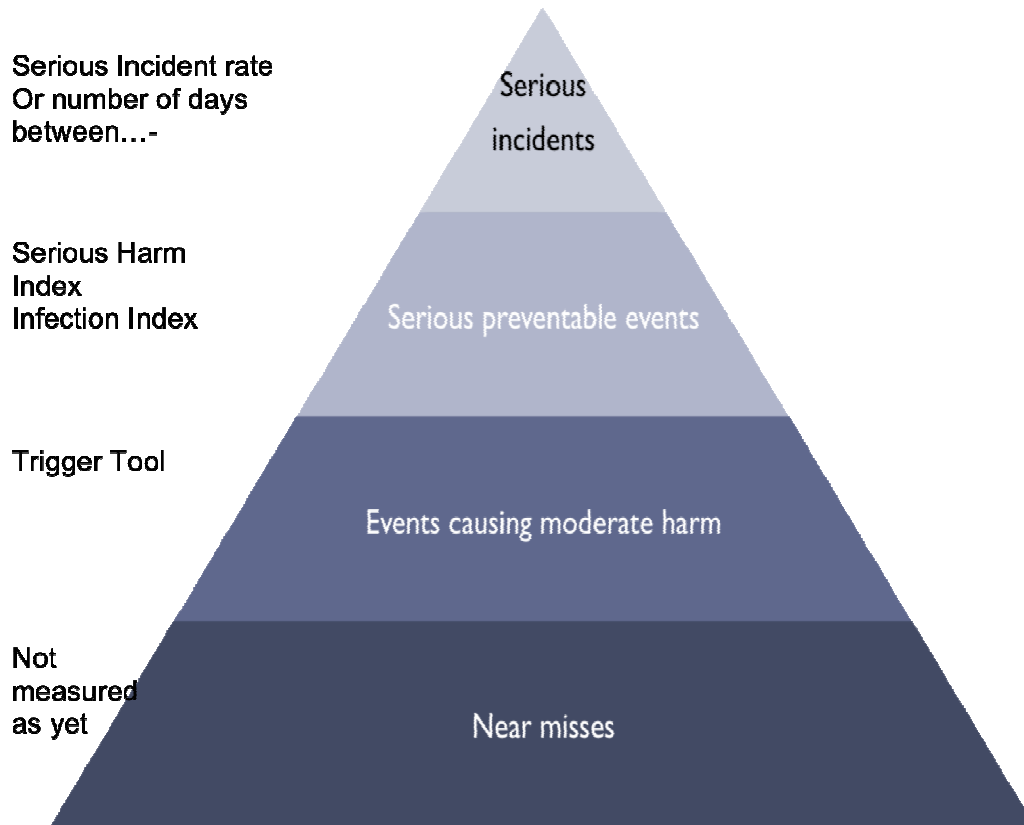 Serious Incident rate
Or number of days
between…-
Serious
incidents
Serious Harm
Index
Infection Index
Serious preventable events
Trigger Tool
Events causing moderate harm
Not
measured
as yet
Near misses